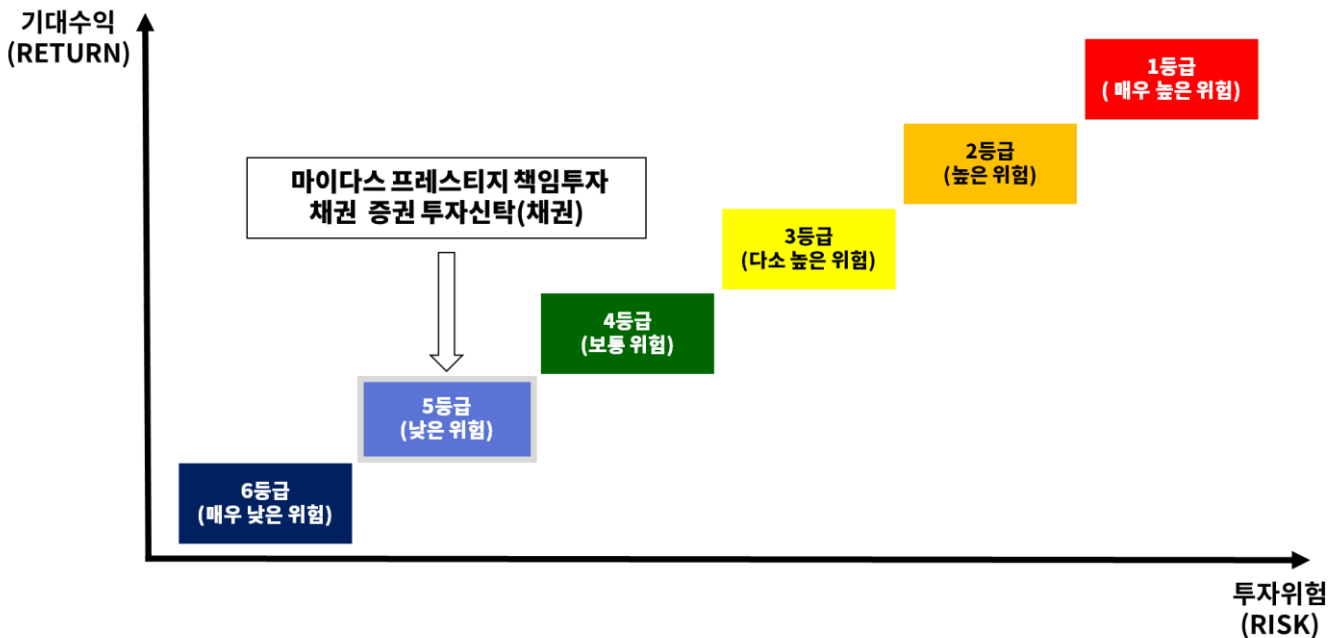 기대수익
(RETURN)
1등급
( 매우 높은 위험)
2등급
(높은 위험)
마이다스 프레스티지 책임투자
채권 증권 투자신탁(채권)
3등급
(다소 높은 위험)
4등급
(보통 위험)
5등급
(낮은 위험)
6등급
(매우 낮은 위험)
투자위험
(RISK)